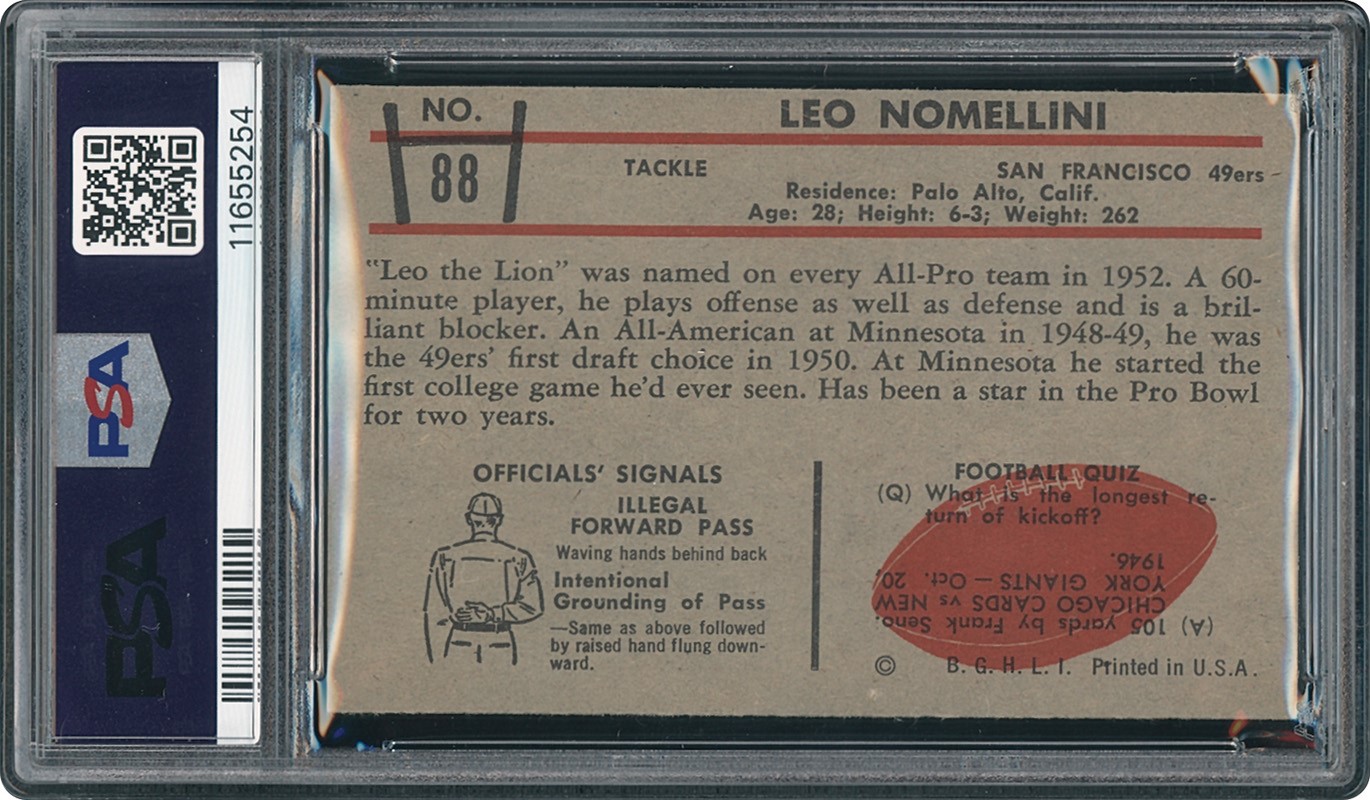 11655254
PSA
PSA
NO.
88
LEO NOMELLINI
TACKLE
SAN FRANCISCO 49ers
Residence: Palo Alto, Calif.
Age: 28; Height: 6-3; Weight: 262
"Leo the Lion" was named on every All-Pro team in 1952. A 60-
minute player, he plays offense as well as defense and is a bril-
liant blocker. An All-American at Minnesota in 1948-49, he was
the 49ers' first draft choice in 1950. At Minnesota he started the
first college game he'd ever seen. Has been a star in the Pro Bowl
for two years.
OFFICIALS' SIGNALS
ILLEGAL
FORWARD PASS
Waving hands behind back
Intentional
Grounding of Pass
—Same as above followed
by raised hand flung down-
ward.
FOOTBALL QUIZ
(Q) What is the longest re-
turn of kickoff?
(A) 105 yards by Frank Seno.
CHICAGO CARDS vs NEW
YORK GIANTS — Oct. 20,
1946.
© B. G. H. L. I. Printed in U.S.A.